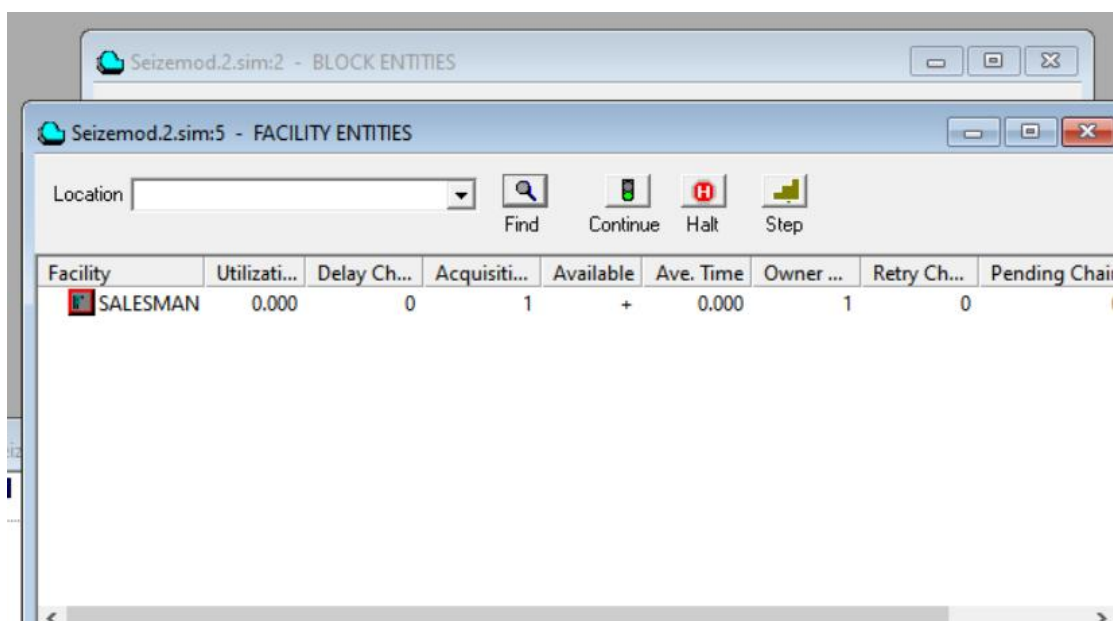 Seizemod.2.sim:2 - BLOCK ENTITIES
Seizemod.2.sim:5 - FACILITY ENTITIES
Location
Find Continue Halt Step
Facility Utilizati... Delay Ch... Acquisiti... Available Ave. Time Owner ... Retry Ch... Pending Chai
SALESMAN 0.000 0 1 + 0.000 1 0